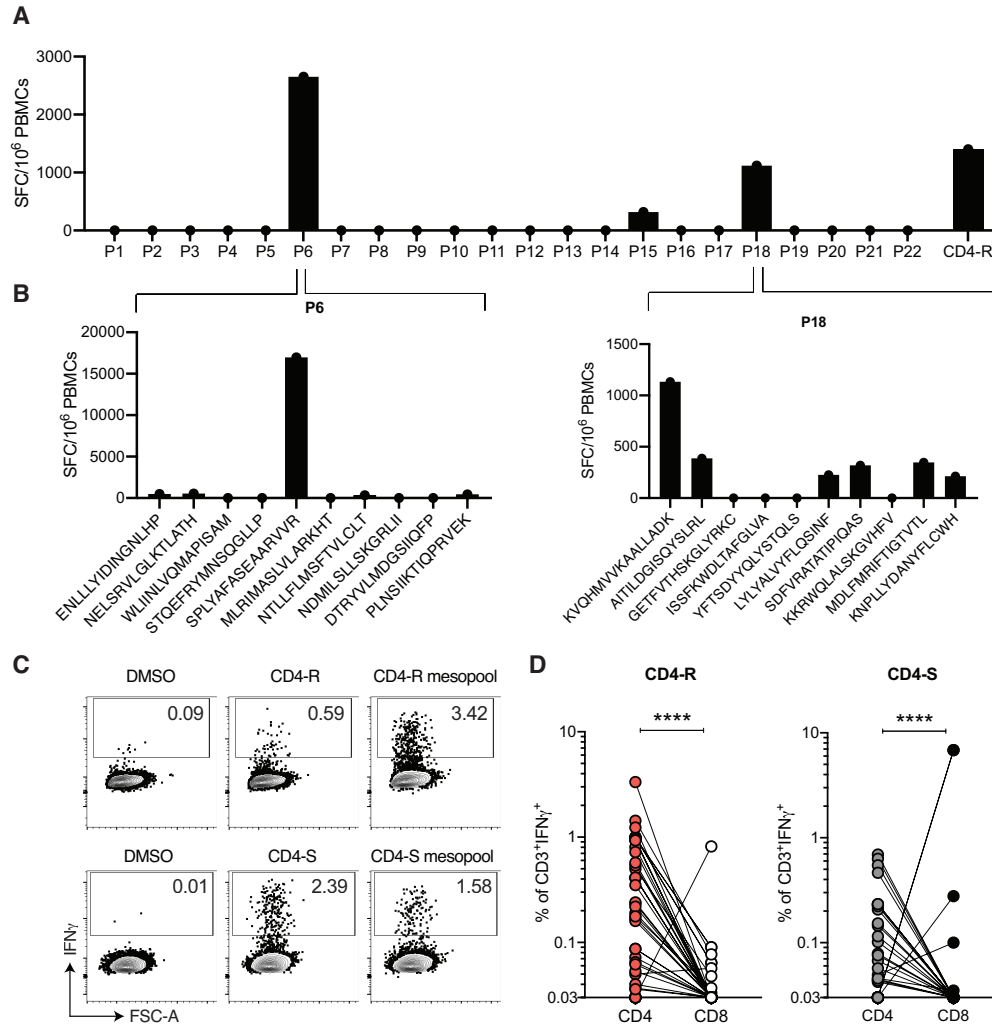 A
SFC/10⁶ PBMCs
3000
2000
1000
0
P1 P2 P3 P4 P5 P6 P7 P8 P9 P10 P11 P12 P13 P14 P15 P16 P17 P18 P19 P20 P21 P22 CD4-R
B
P6
SFC/10⁶ PBMCs
20000
15000
10000
5000
0
ENLLLYIDINGNLHP
NELSRVLGLKTLATH
WLIINLVQMAPISAM
STQEFRYMNSQGLLP
SPLYAFASEAARVVR
MLRIMASLVLARKHT
NTLLFLMSFTVLCLT
NDMILSLLSKGRLII
DTRYVLMDGSIIQFP
PLNSIIKTIQPRVEK
P18
SFC/10⁶ PBMCs
1500
1000
500
0
KVQHMVVKAALLADK
AITILDGISQYSLRL
GETFVTHSKGLYRKC
ISSFKWDLTAFGLVA
YFTSDYYQLYSTQLS
LYLYALVYFLQSINF
SDFVRATATIPIQAS
KKRWQLALSKGVHFV
MDLFMRIFTIGTVTL
KNPLLYDANYFLCWH
C
DMSO CD4-R CD4-R mesopool
0.09 0.59 3.42
DMSO CD4-S CD4-S mesopool
0.01 2.39 1.58
IFNγ
FSC-A
D
CD4-R
% of CD3⁺IFNγ⁺
10
1
0.1
0.03
****
CD4 CD8
CD4-S
% of CD3⁺IFNγ⁺
10
1
0.1
0.03
****
CD4 CD8